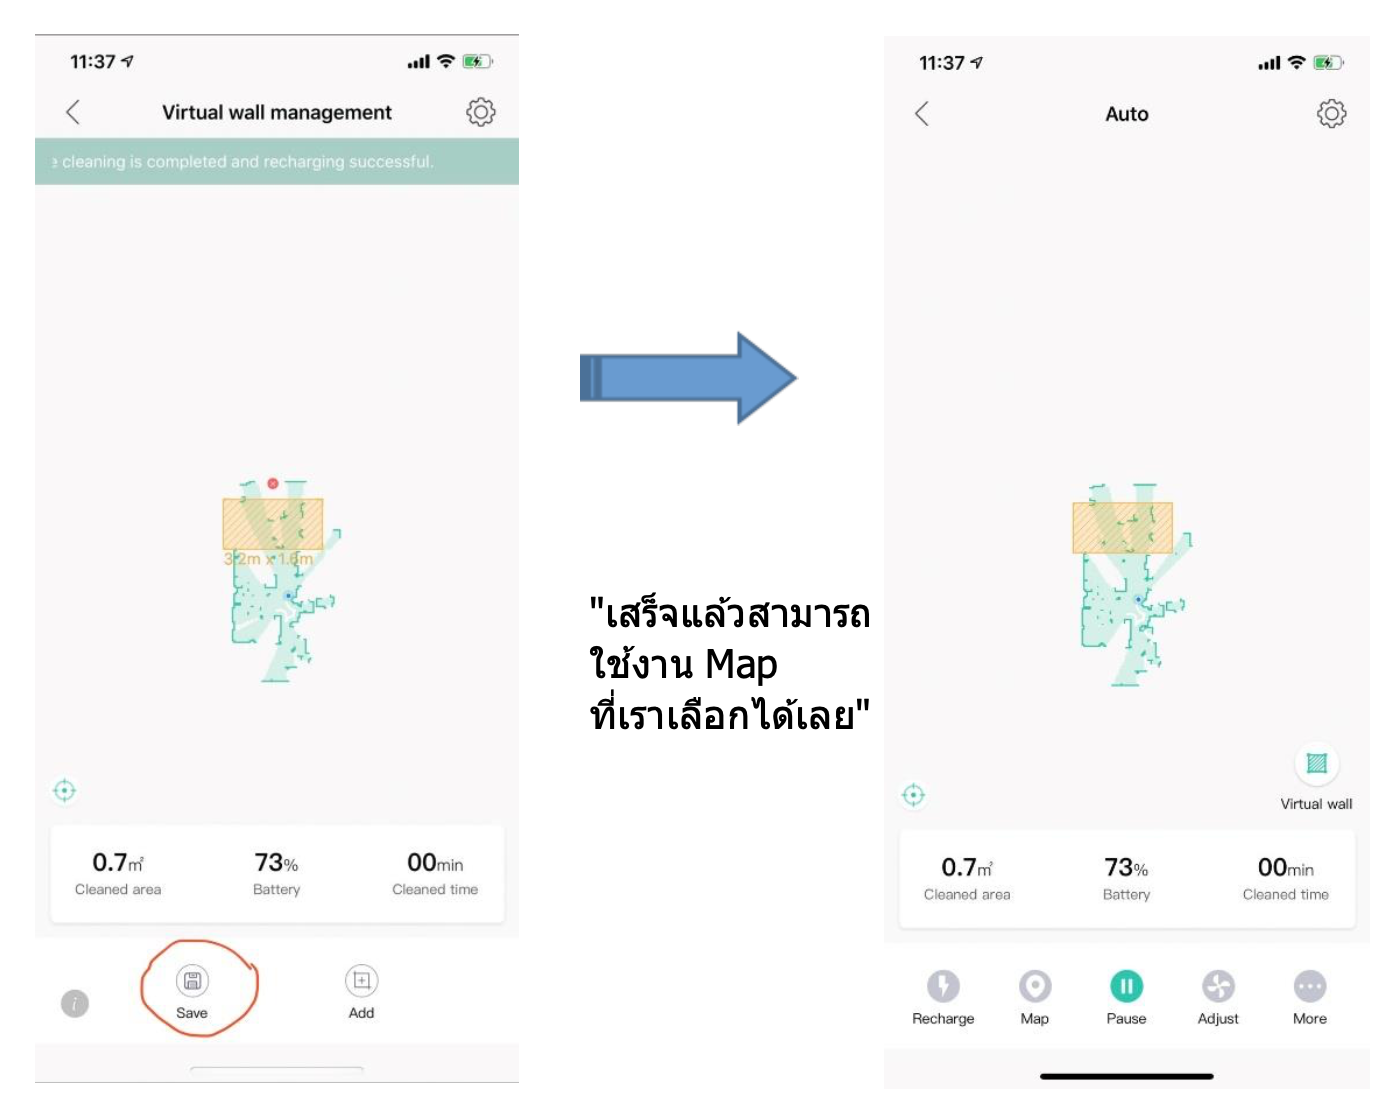 11:37
Virtual wall management
e cleaning is completed and recharging successful.
3.2m x 1.6m
0.7㎡
73%
00min
Cleaned area
Battery
Cleaned time
i
Save
Add
"เสร็จแล้วสามารถ
ใช้งาน Map
ที่เราเลือกได้เลย"
11:37
Auto
Virtual wall
0.7㎡
73%
00min
Cleaned area
Battery
Cleaned time
Recharge
Map
Pause
Adjust
More